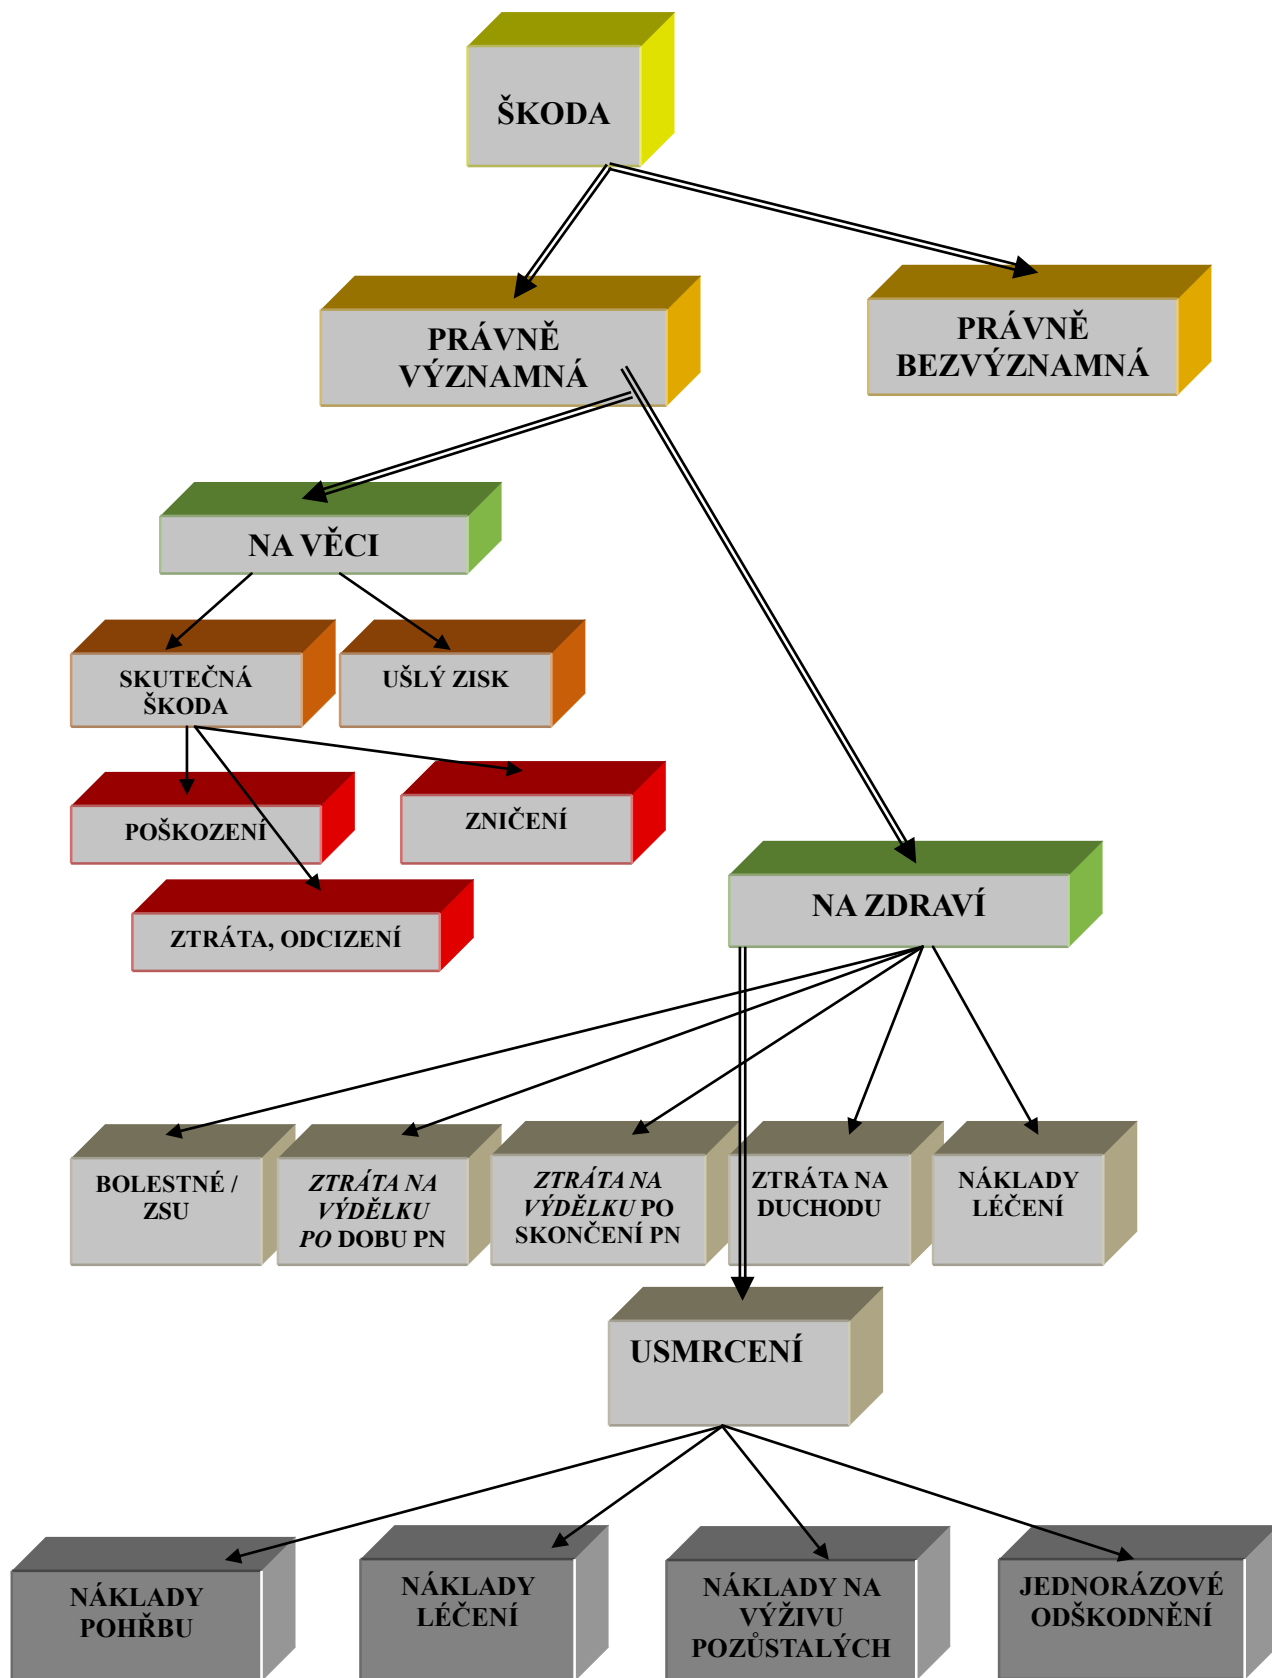 ŠKODA
PRÁVNĚ
VÝZNAMNÁ
PRÁVNĚ
BEZVÝZNAMNÁ
NA VĚCI
SKUTEČNÁ
ŠKODA
UŠLÝ ZISK
POŠKOZENÍ
ZNIČENÍ
ZTRÁTA, ODCIZENÍ
NA ZDRAVÍ
BOLESTNÉ /
ZSU
ZTRÁTA NA
VÝDĚLKU
PO DOBU PN
ZTRÁTA NA
VÝDĚLKU PO
SKONČENÍ PN
ZTRÁTA NA
DUCHODU
NÁKLADY
LÉČENÍ
USMRCENÍ
NÁKLADY
POHŘBU
NÁKLADY
LÉČENÍ
NÁKLADY NA
VÝŽIVU
POZŮSTALÝCH
JEDNORÁZOVÉ
ODŠKODNĚNÍ